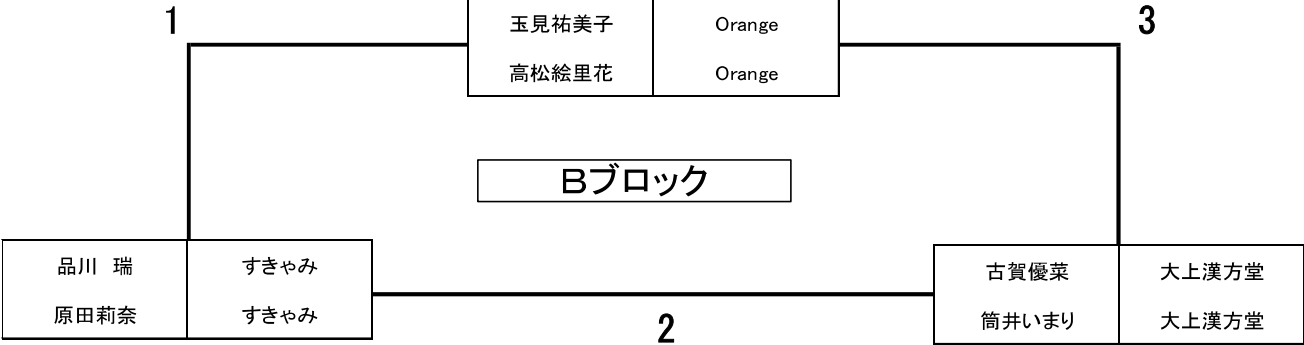 1
玉見祐美子 Orange
3
高松絵里花 Orange
Bブロック
品川 瑞 すきゃみ
古賀優菜 大上漢方堂
原田莉奈 すきゃみ
筒井いまり 大上漢方堂
2